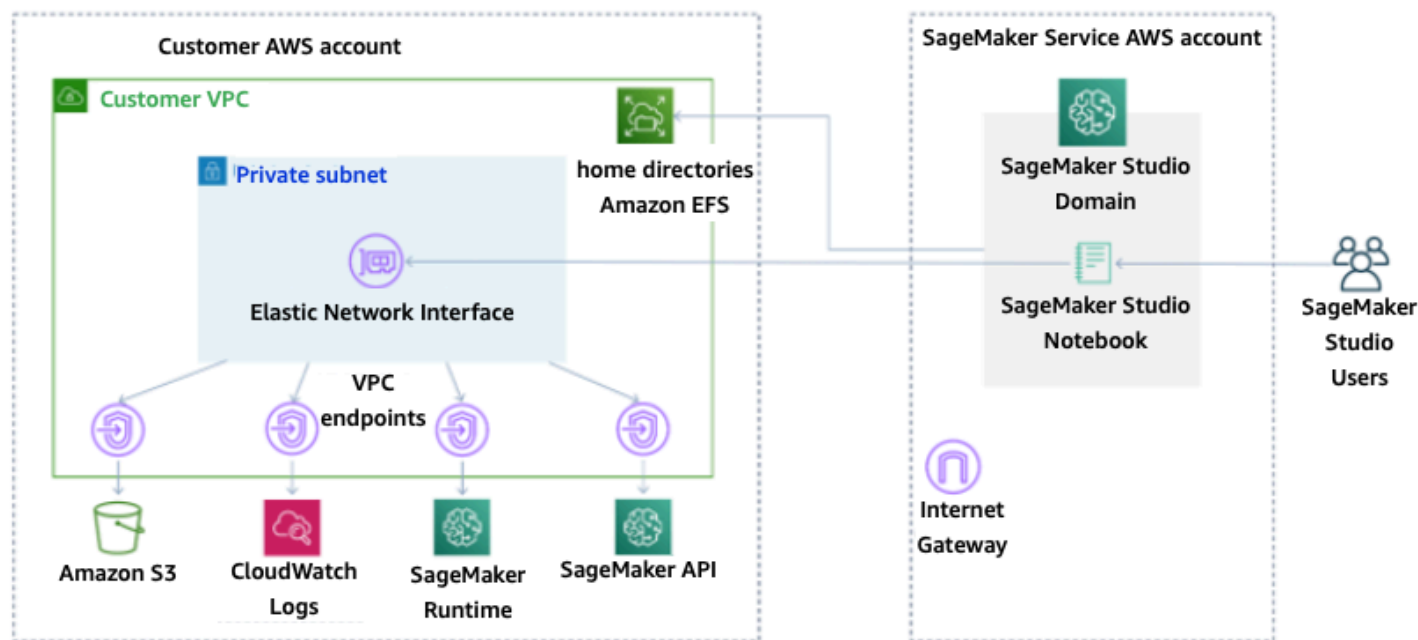 Customer AWS account
SageMaker Service AWS account
Customer VPC
Private subnet
home directories
Amazon EFS
Elastic Network Interface
SageMaker Studio
Domain
SageMaker Studio
Notebook
SageMaker
Studio
Users
VPC
endpoints
Internet
Gateway
Amazon S3
CloudWatch
Logs
SageMaker
Runtime
SageMaker API